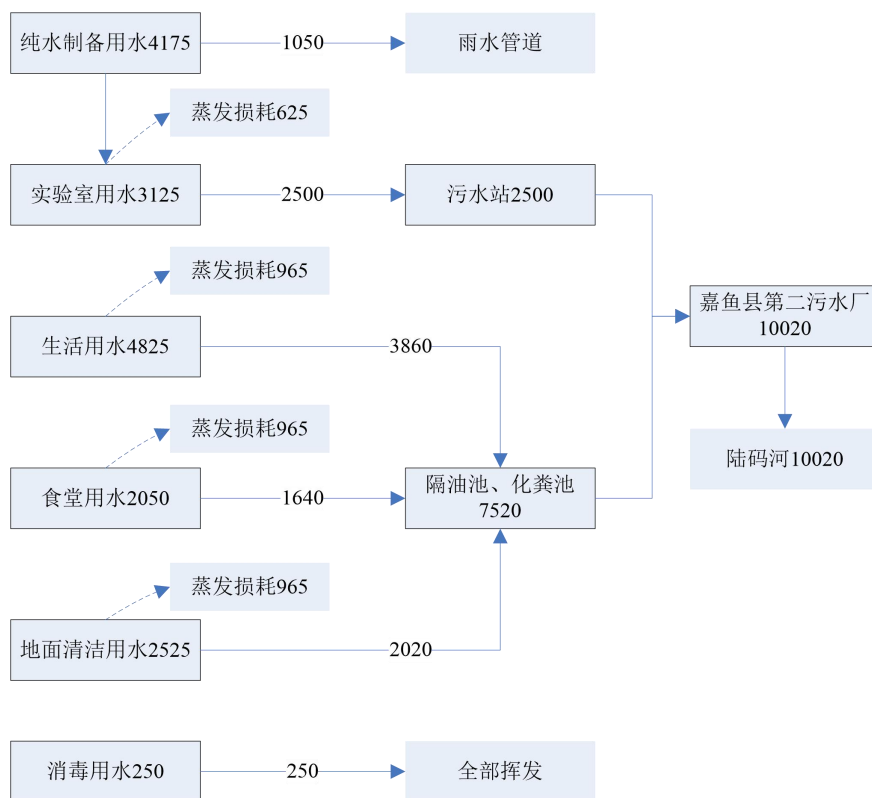 纯水制备用水4175
1050
雨水管道
蒸发损耗625
实验室用水3125
2500
污水站2500
蒸发损耗965
嘉鱼县第二污水厂
10020
生活用水4825
3860
蒸发损耗965
陆码河10020
食堂用水2050
1640
隔油池、化粪池
7520
蒸发损耗965
地面清洁用水2525
2020
消毒用水250
250
全部挥发